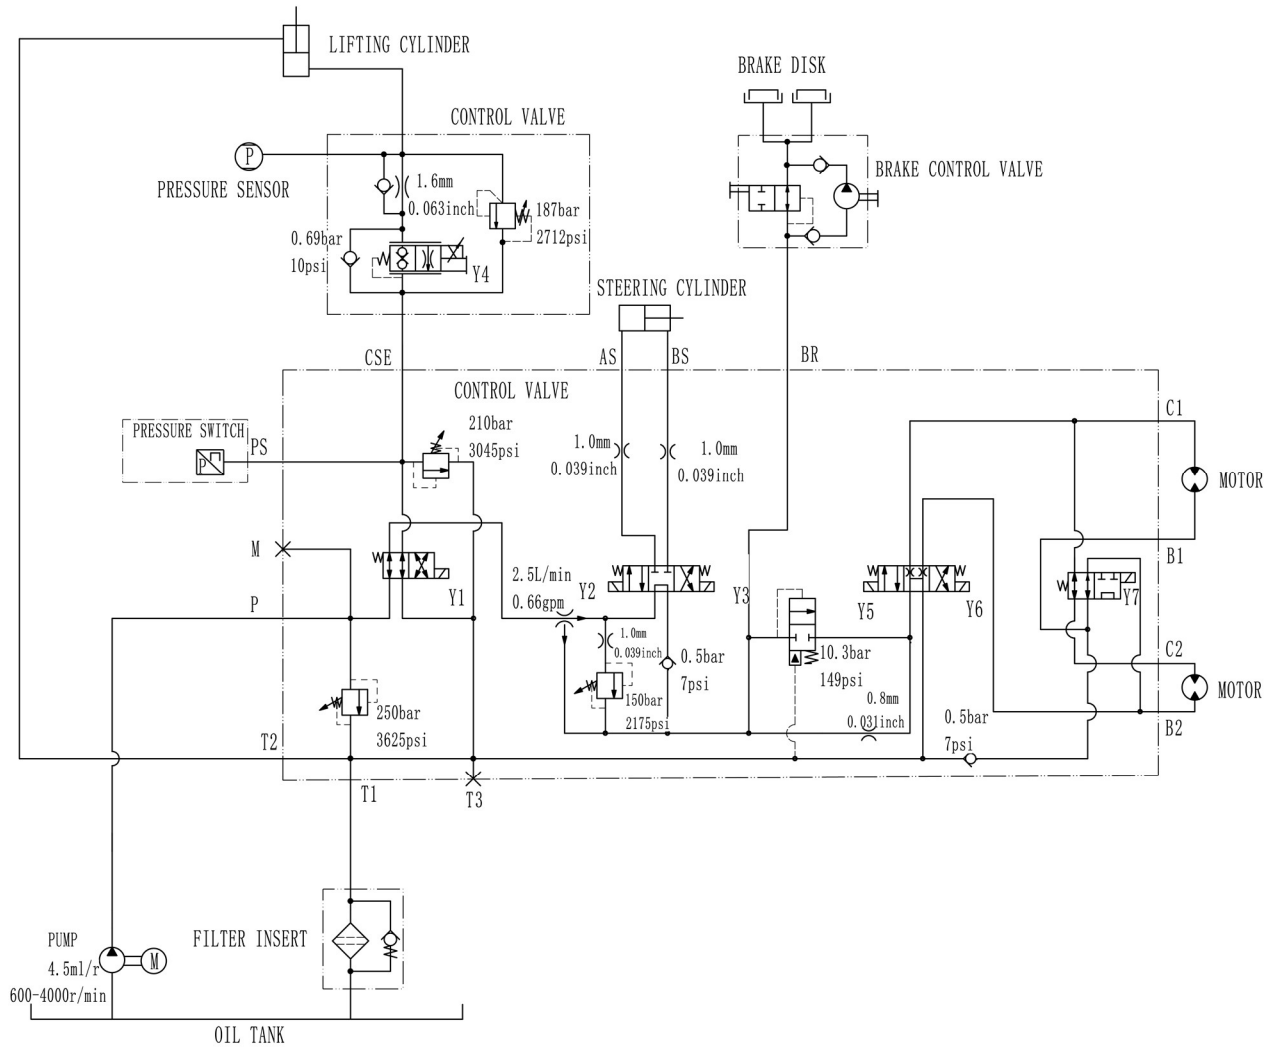 LIFTING CYLINDER
BRAKE DISK
CONTROL VALVE
P
PRESSURE SENSOR
1.6mm
0.063inch
187bar
2712psi
BRAKE CONTROL VALVE
0.69bar
10psi
Y4
STEERING CYLINDER
CSE
AS
BS
BR
CONTROL VALVE
210bar
3045psi
C1
PRESSURE SWITCH
PS
P
1.0mm
0.039inch
1.0mm
0.039inch
MOTOR
M
B1
2.5L/min
0.66gpm
Y1
Y2
Y3
Y5
Y6
Y7
P
1.0mm
0.039inch
0.5bar
7psi
10.3bar
149psi
C2
MOTOR
150bar
2175psi
0.8mm
0.031inch
0.5bar
7psi
B2
250bar
3625psi
T2
T1
T3
PUMP
4.5ml/r
600-4000r/min
M
FILTER INSERT
OIL TANK